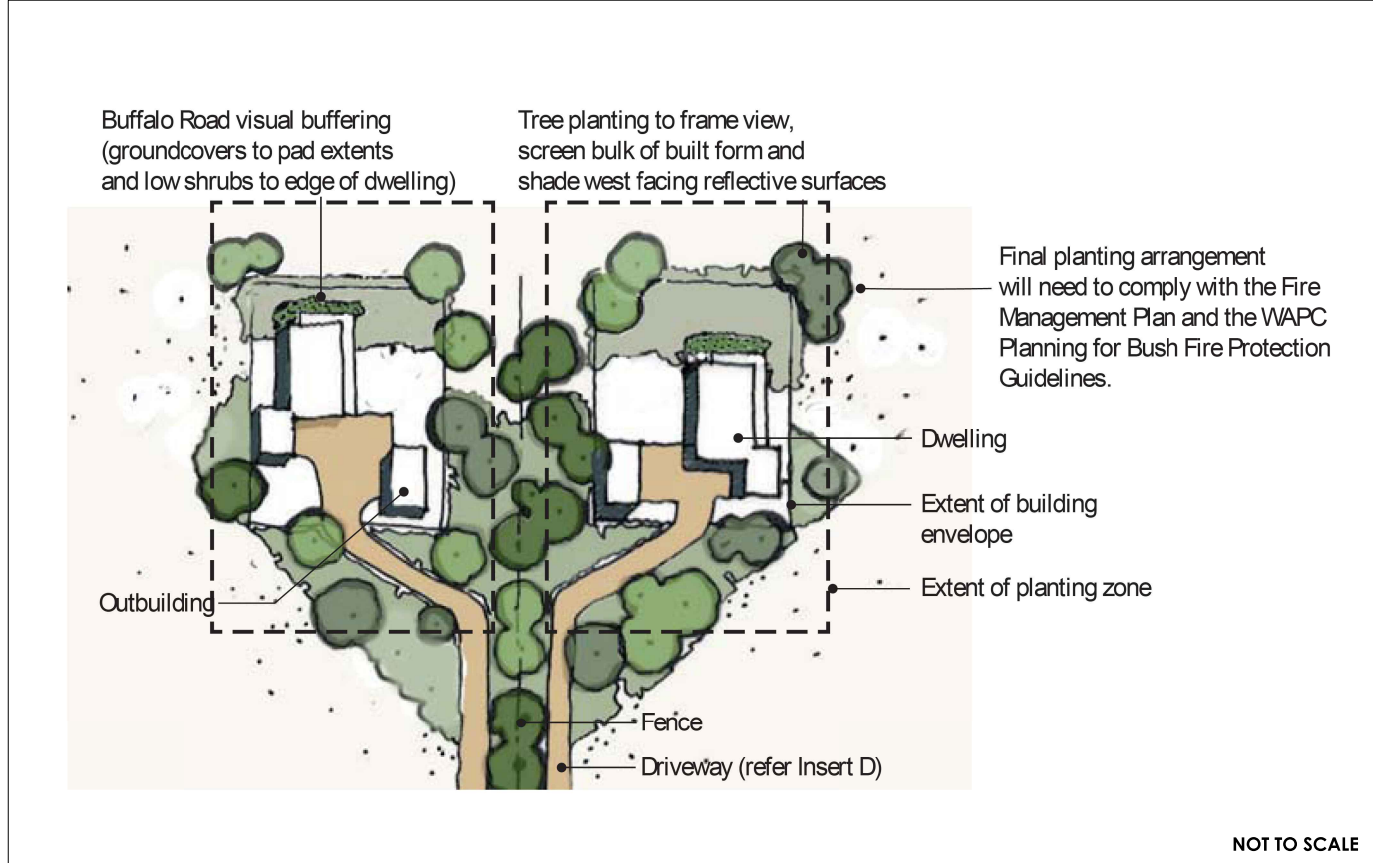 Buffalo Road visual buffering
(groundcovers to pad extents
and low shrubs to edge of dwelling)
Tree planting to frame view,
screen bulk of built form and
shade west facing reflective surfaces
Final planting arrangement
will need to comply with the Fire
Management Plan and the WAPC
Planning for Bush Fire Protection
Guidelines.
Dwelling
Extent of building
envelope
Extent of planting zone
Outbuilding
Fence
Driveway (refer Insert D)
NOT TO SCALE